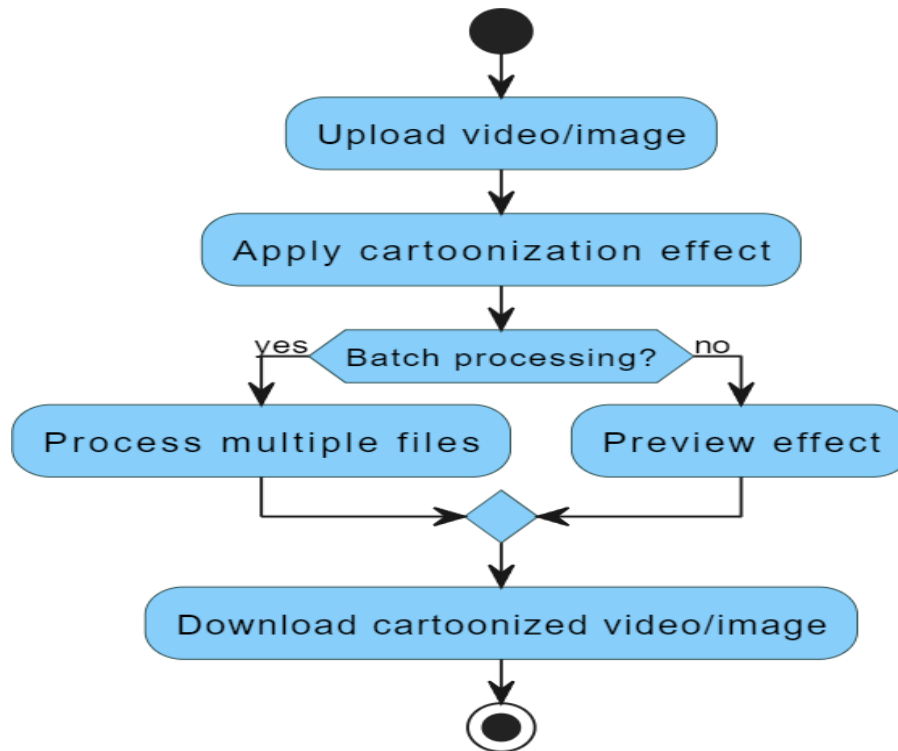 Upload video/image
Apply cartoonization effect
yes
Batch processing?
no
Process multiple files
Preview effect
Download cartoonized video/image